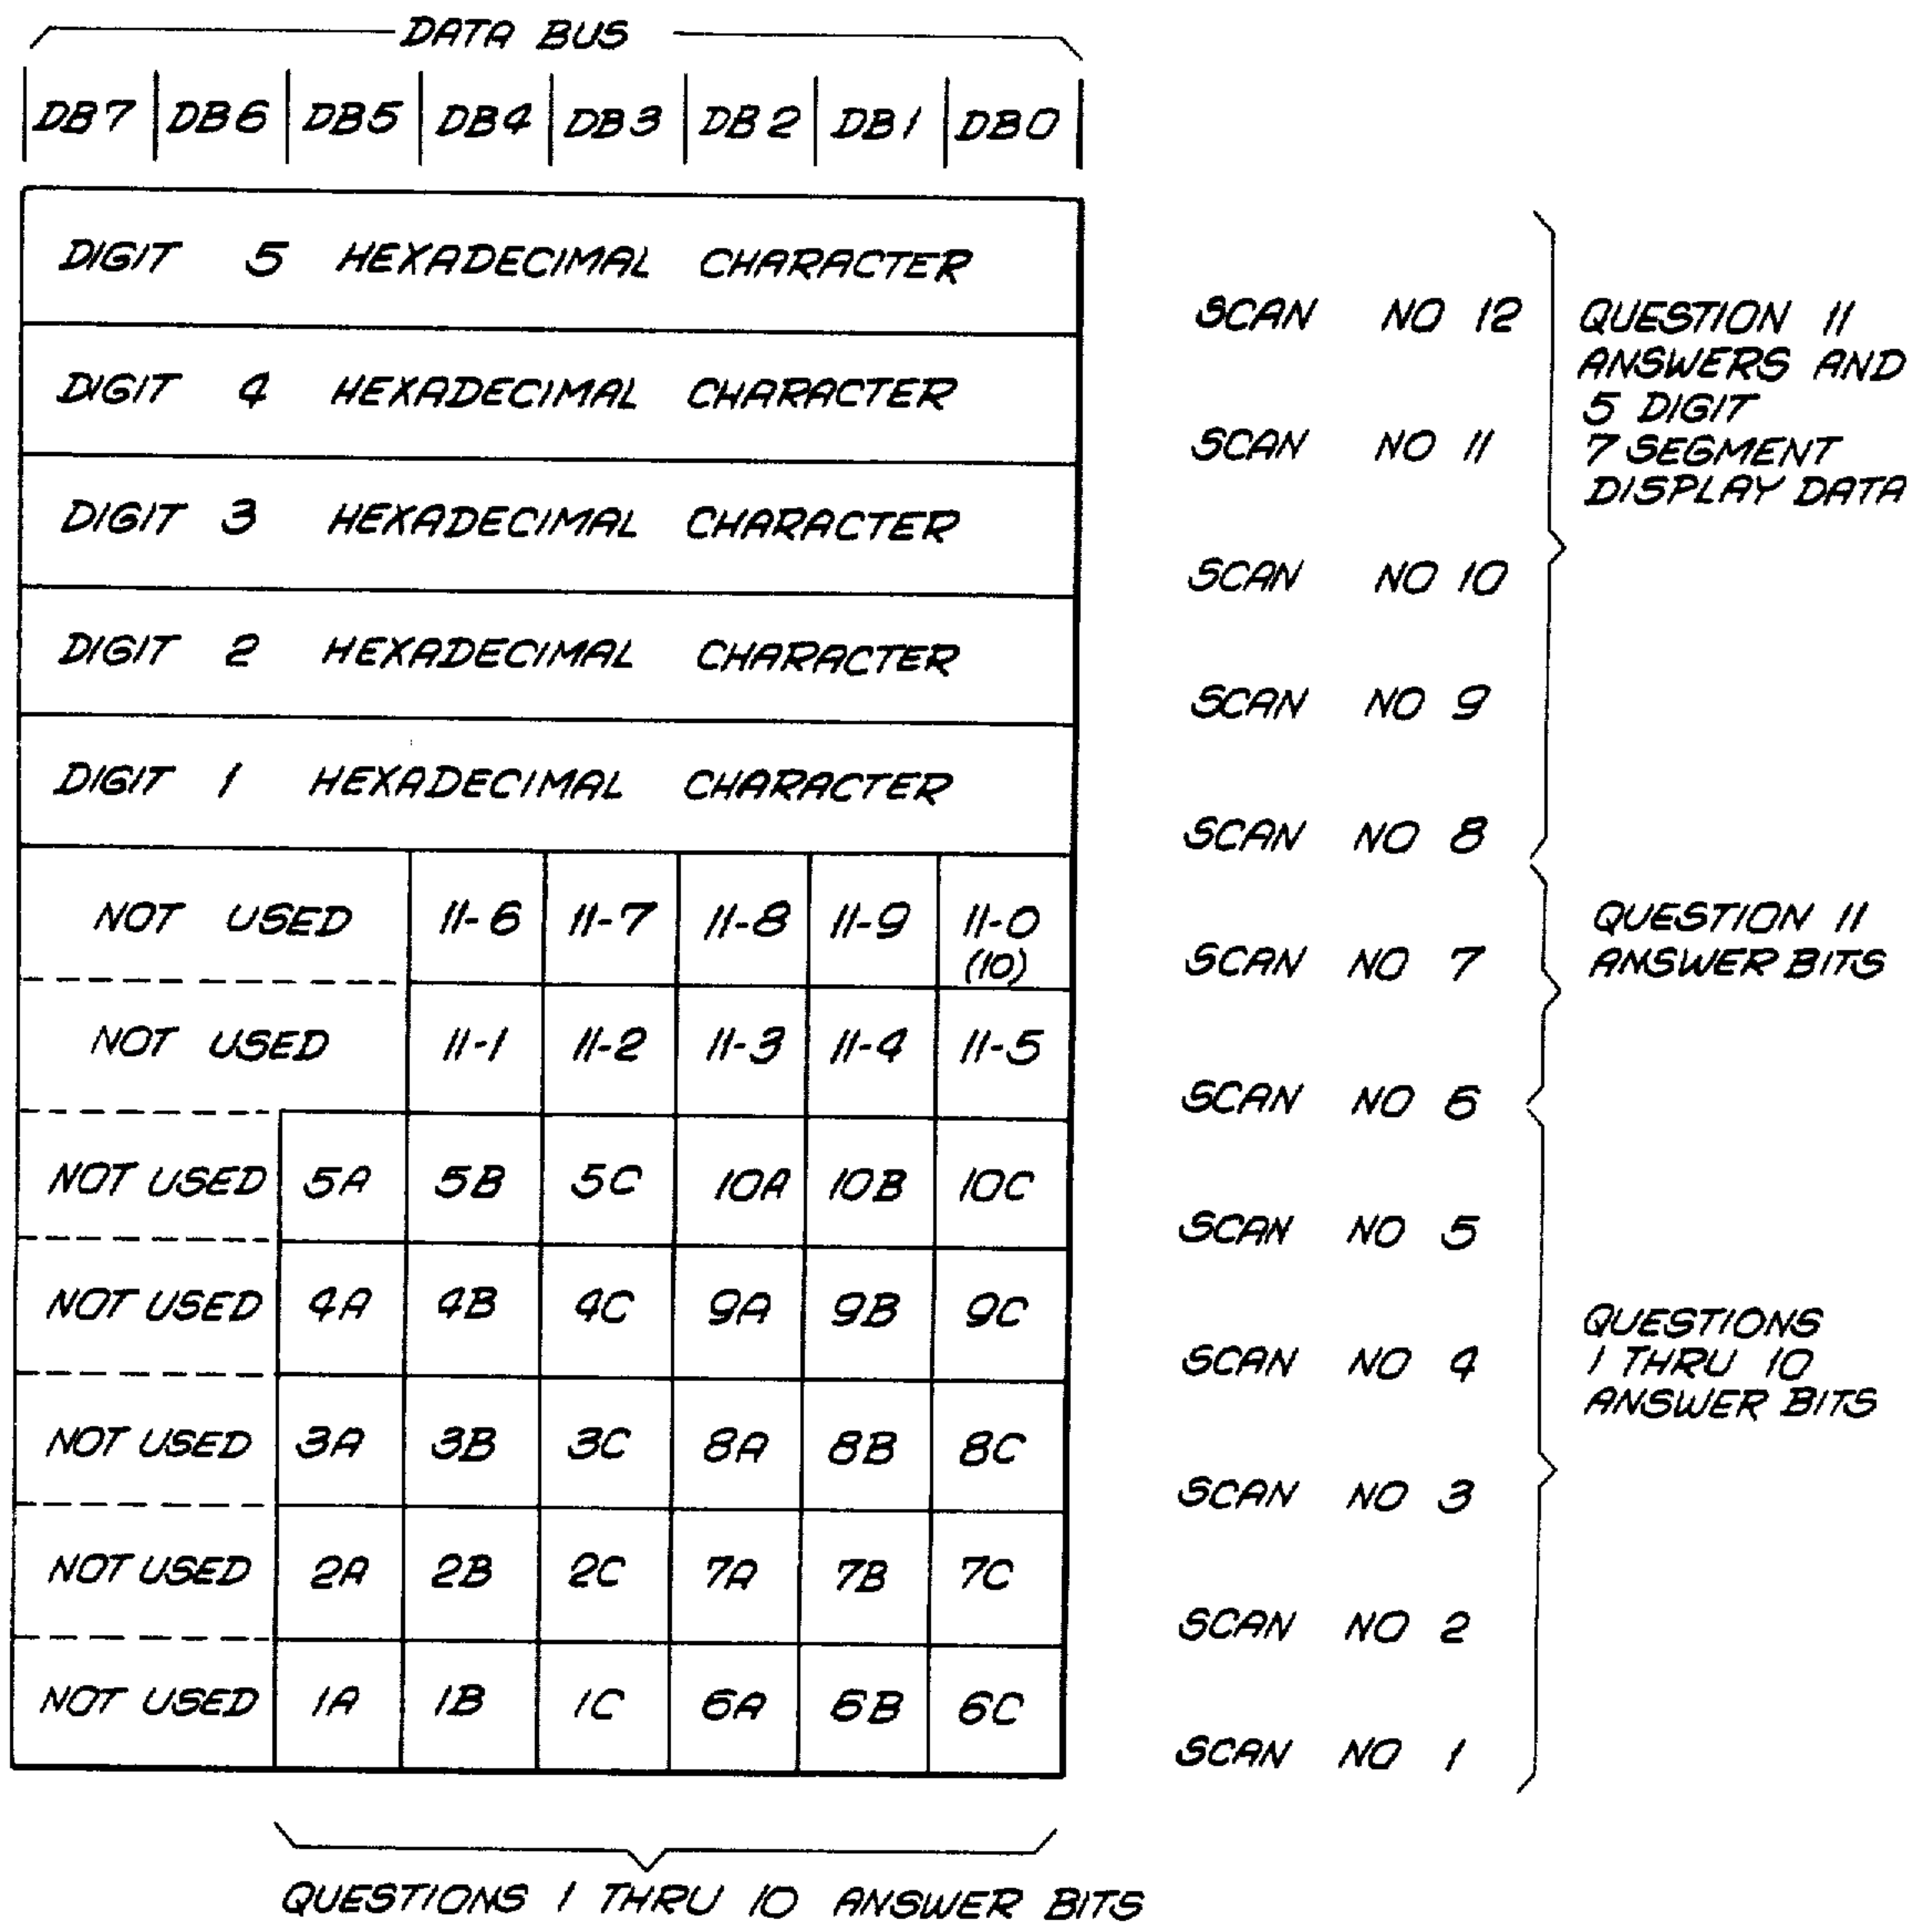 DATA BUS
DB7 DB6 DB5 DB4 DB3 DB2 DB1 DB0
DIGIT 5 HEXADECIMAL CHARACTER
SCAN NO 12
DIGIT 4 HEXADECIMAL CHARACTER
SCAN NO 11
DIGIT 3 HEXADECIMAL CHARACTER
SCAN NO 10
DIGIT 2 HEXADECIMAL CHARACTER
SCAN NO 9
DIGIT 1 HEXADECIMAL CHARACTER
SCAN NO 8
QUESTION 11
ANSWERS AND
5 DIGIT
7 SEGMENT
DISPLAY DATA
NOT USED 11-6 11-7 11-8 11-9 11-0
(10)
SCAN NO 7
NOT USED 11-1 11-2 11-3 11-4 11-5
SCAN NO 6
QUESTION 11
ANSWER BITS
NOT USED 5A 5B 5C 10A 10B 10C
SCAN NO 5
NOT USED 4A 4B 4C 9A 9B 9C
SCAN NO 4
NOT USED 3A 3B 3C 8A 8B 8C
SCAN NO 3
NOT USED 2A 2B 2C 7A 7B 7C
SCAN NO 2
NOT USED 1A 1B 1C 6A 6B 6C
SCAN NO 1
QUESTIONS
1 THRU 10
ANSWER BITS
QUESTIONS 1 THRU 10 ANSWER BITS